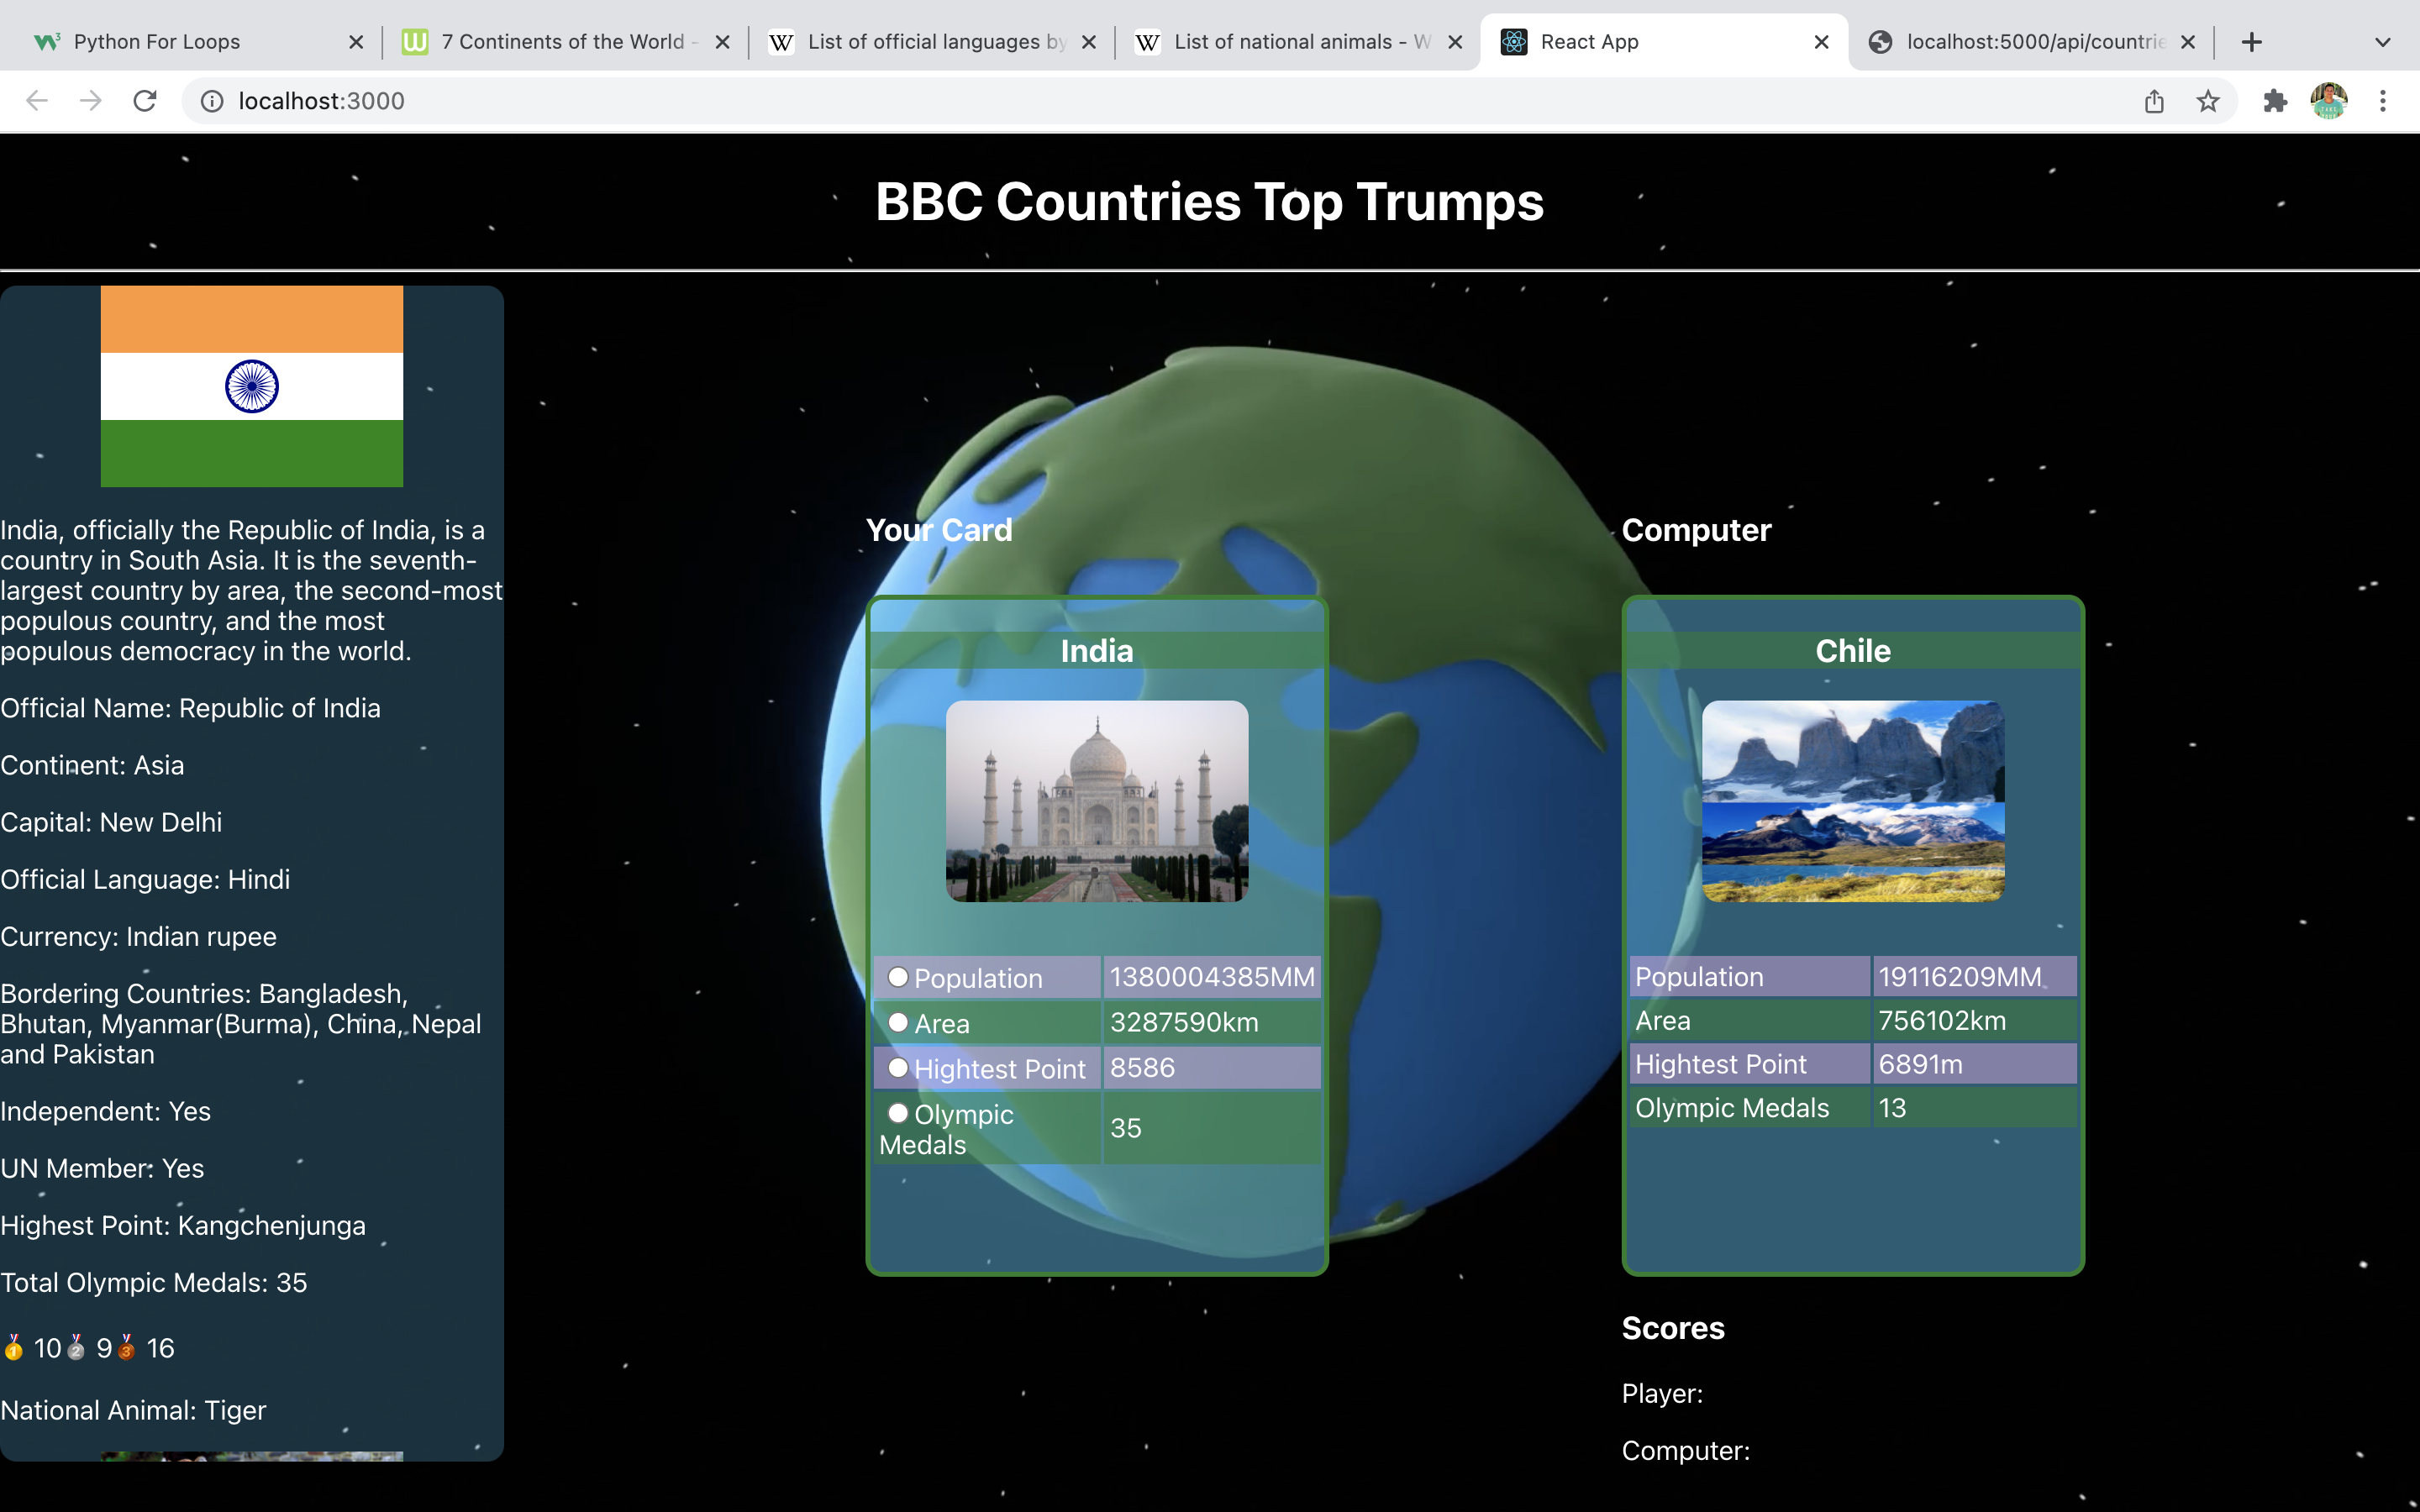 Python For Loops
7 Continents of the World -
List of official languages by
List of national animals - W
React App
localhost:5000/api/countrie
localhost:3000
BBC Countries Top Trumps
India, officially the Republic of India, is a
country in South Asia. It is the seventh-
largest country by area, the second-most
populous country, and the most
populous democracy in the world.
Official Name: Republic of India
Continent: Asia
Capital: New Delhi
Official Language: Hindi
Currency: Indian rupee
Bordering Countries: Bangladesh,
Bhutan, Myanmar(Burma), China, Nepal
and Pakistan
Independent: Yes
UN Member: Yes
Highest Point: Kangchenjunga
Total Olympic Medals: 35
🥇 10🥈 9🥉 16
National Animal: Tiger
Your Card
India
Population 1380004385MM
Area 3287590km
Hightest Point 8586
Olympic
Medals 35
Computer
Chile
Population 19116209MM
Area 756102km
Hightest Point 6891m
Olympic Medals 13
Scores
Player:
Computer: